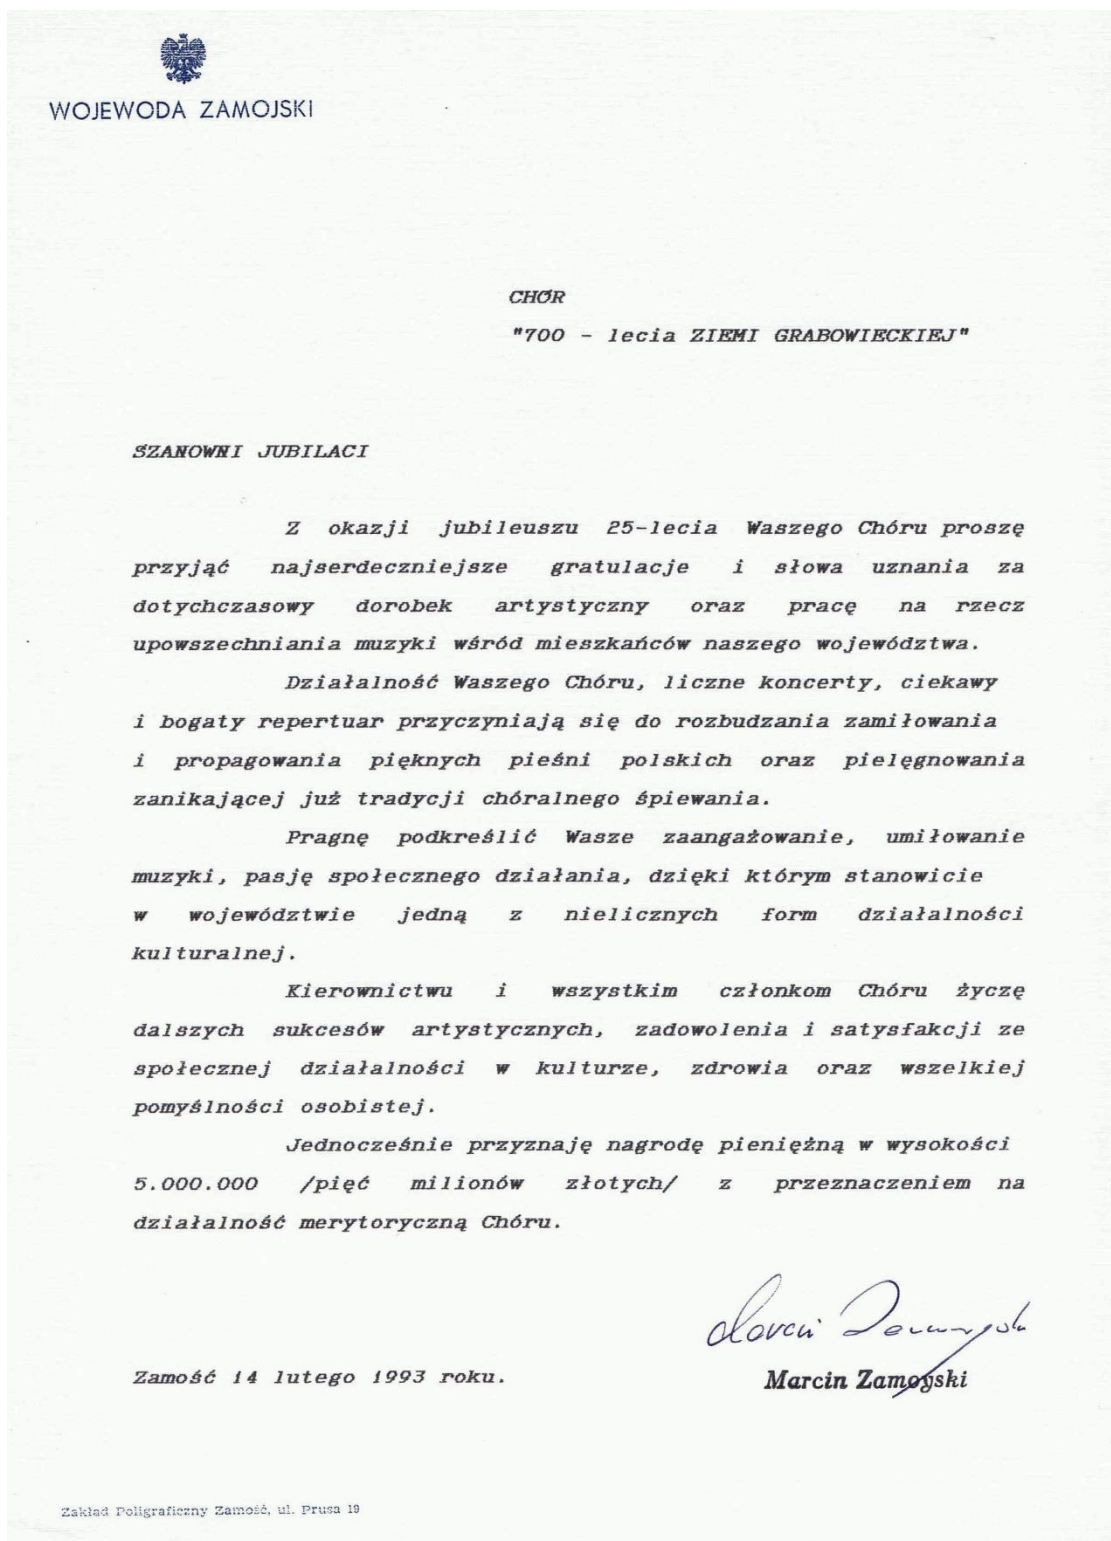 WOJEWODA ZAMOJSKI
CHÓR
"700 - lecia ZIEMI GRABOWIECKIEJ"
SZANOWNI JUBILACI
Z okazji jubileuszu 25-lecia Waszego Chóru proszę
przyjąć najserdeczniejsze gratulacje i słowa uznania za
dotychczasowy dorobek artystyczny oraz pracę na rzecz
upowszechniania muzyki wśród mieszkańców naszego województwa.
Działalność Waszego Chóru, liczne koncerty, ciekawy
i bogaty repertuar przyczyniają się do rozbudzania zamiłowania
i propagowania pięknych pieśni polskich oraz pielęgnowania
zanikającej już tradycji chóralnego śpiewania.
Pragnę podkreślić Wasze zaangażowanie, umiłowanie
muzyki, pasję społecznego działania, dzięki którym stanowicie
w województwie jedną z nielicznych form działalności
kulturalnej.
Kierownictwu i wszystkim członkom Chóru życzę
dalszych sukcesów artystycznych, zadowolenia i satysfakcji ze
społecznej działalności w kulturze, zdrowia oraz wszelkiej
pomyślności osobistej.
Jednocześnie przyznaję nagrodę pieniężną w wysokości
5.000.000 /pięć milionów złotych/ z przeznaczeniem na
działalność merytoryczną Chóru.
Marcin Zamoyski
Zamość 14 lutego 1993 roku.
Marcin Zamoyski
Zakład Poligraficzny Zamość, ul. Prusa 19